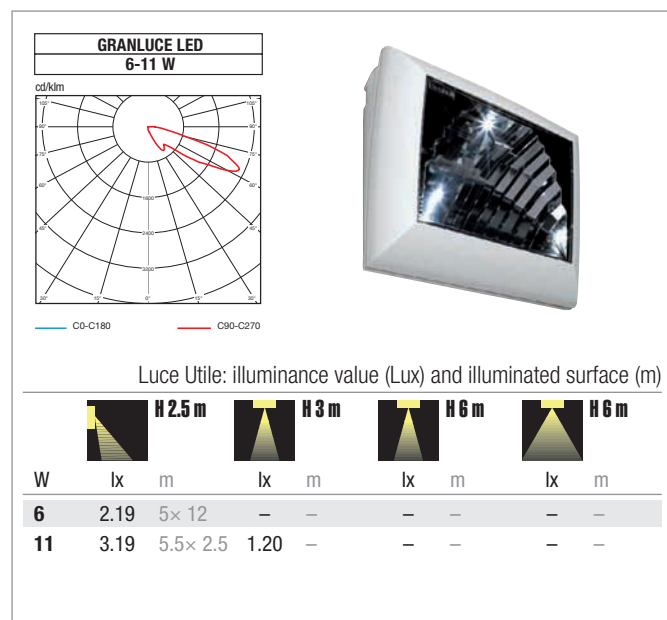 GRANLUCE LED
6-11 W
cd/klm
105° 105°
90° 90°
75° 75°
60° 60°
1600
45° 2400 45°
3200
30° 15° 0° 15° 30°
C0-C180 C90-C270
Luce Utile: illuminance value (Lux) and illuminated surface (m)
H 2.5 m H 3 m H 6 m H 6 m
W lx m lx m lx m lx m
6 2.19 5× 12 – – – – – –
11 3.19 5.5× 2.5 1.20 – – – – –